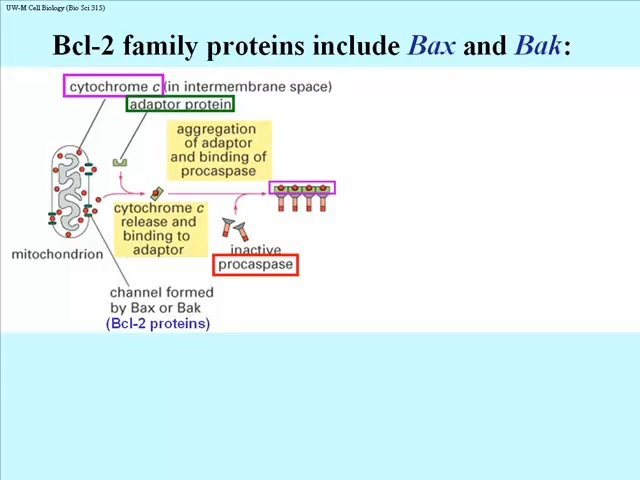 UW-M Cell Biology (Bio Sci 315)
Bcl-2 family proteins include Bax and Bak:
cytochrome c (in intermembrane space)
adaptor protein
aggregation
of adaptor
and binding of
procaspase
cytochrome c
release and
binding to
adaptor
mitochondrion
inactive
procaspase
channel formed
by Bax or Bak
(Bcl-2 proteins)